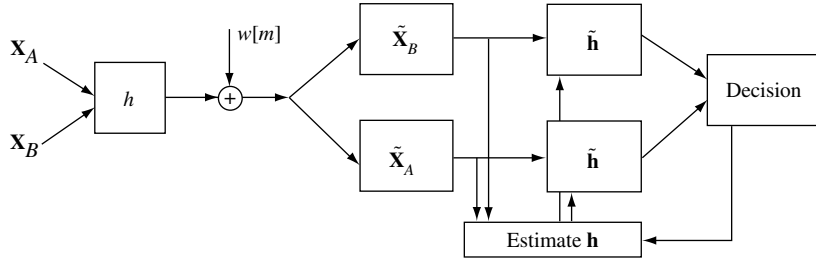 w[m]
X̃_B
h̃
X_A
h
+
Decision
X_B
X̃_A
h̃
Estimate h